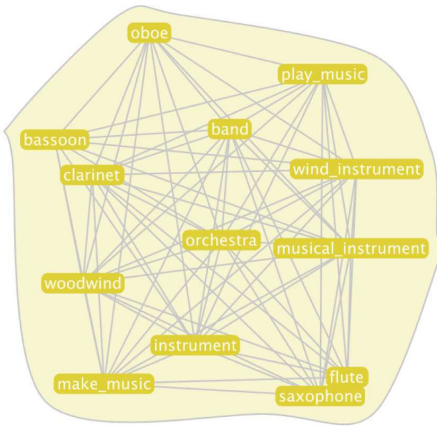 oboe
play_music
band
bassoon
wind_instrument
clarinet
orchestra
musical_instrument
woodwind
instrument
flute
make_music
saxophone